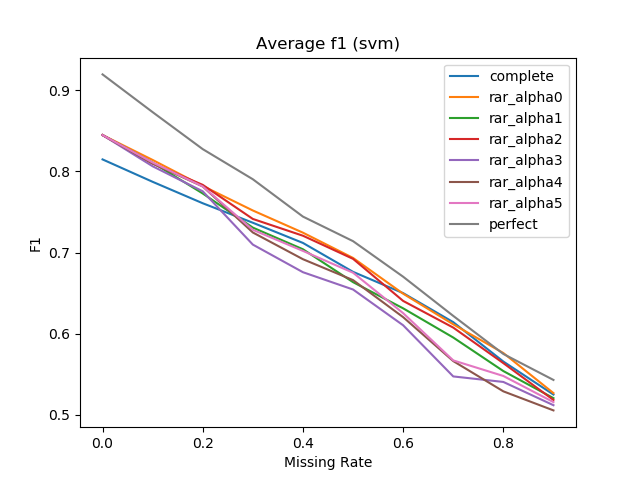 Average f1 (svm)
F1
0.9
0.8
0.7
0.6
0.5
complete
rar_alpha0
rar_alpha1
rar_alpha2
rar_alpha3
rar_alpha4
rar_alpha5
perfect
0.0 0.2 0.4 0.6 0.8
Missing Rate